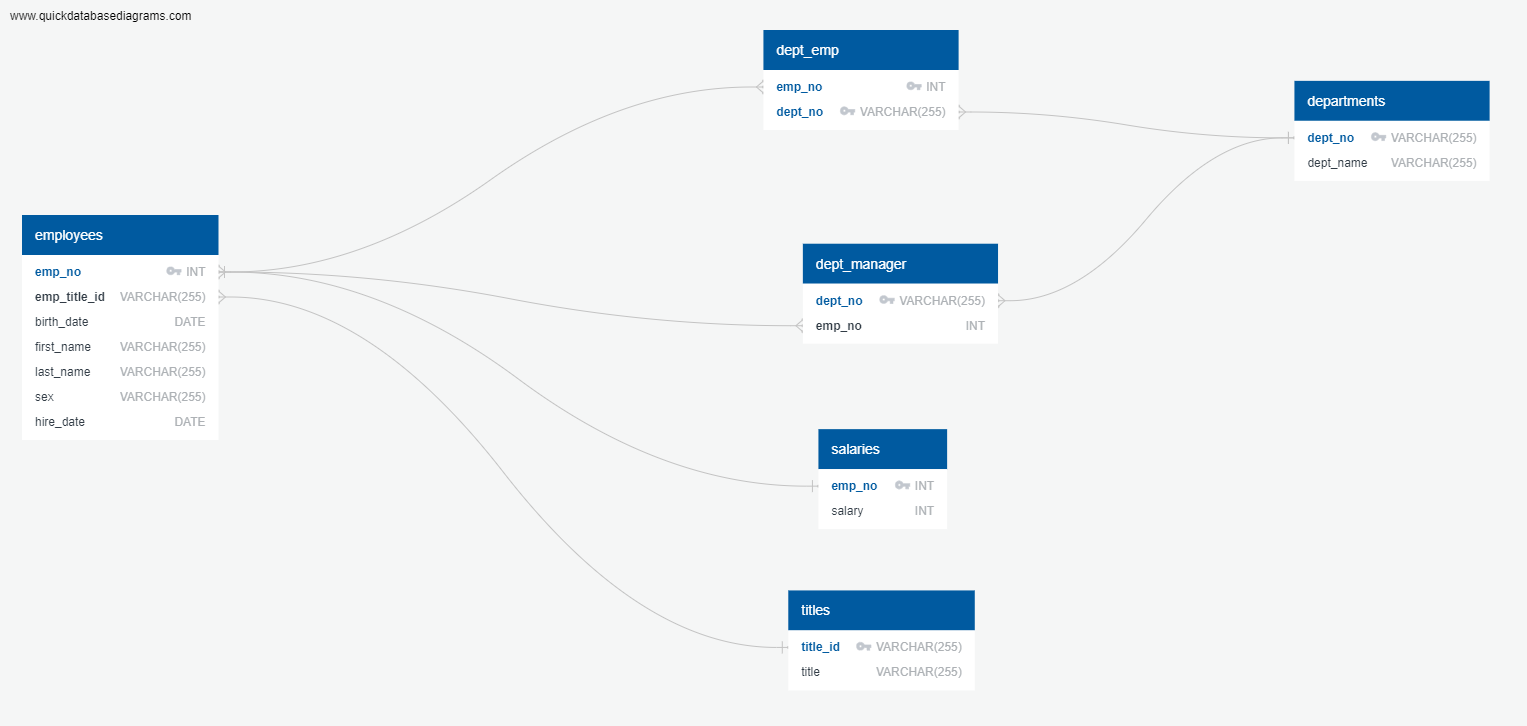 www.quickdatabasediagrams.com
dept_emp
emp_no INT
dept_no VARCHAR(255)
departments
dept_no VARCHAR(255)
dept_name VARCHAR(255)
employees
emp_no INT
emp_title_id VARCHAR(255)
birth_date DATE
first_name VARCHAR(255)
last_name VARCHAR(255)
sex VARCHAR(255)
hire_date DATE
dept_manager
dept_no VARCHAR(255)
emp_no INT
salaries
emp_no INT
salary INT
titles
title_id VARCHAR(255)
title VARCHAR(255)